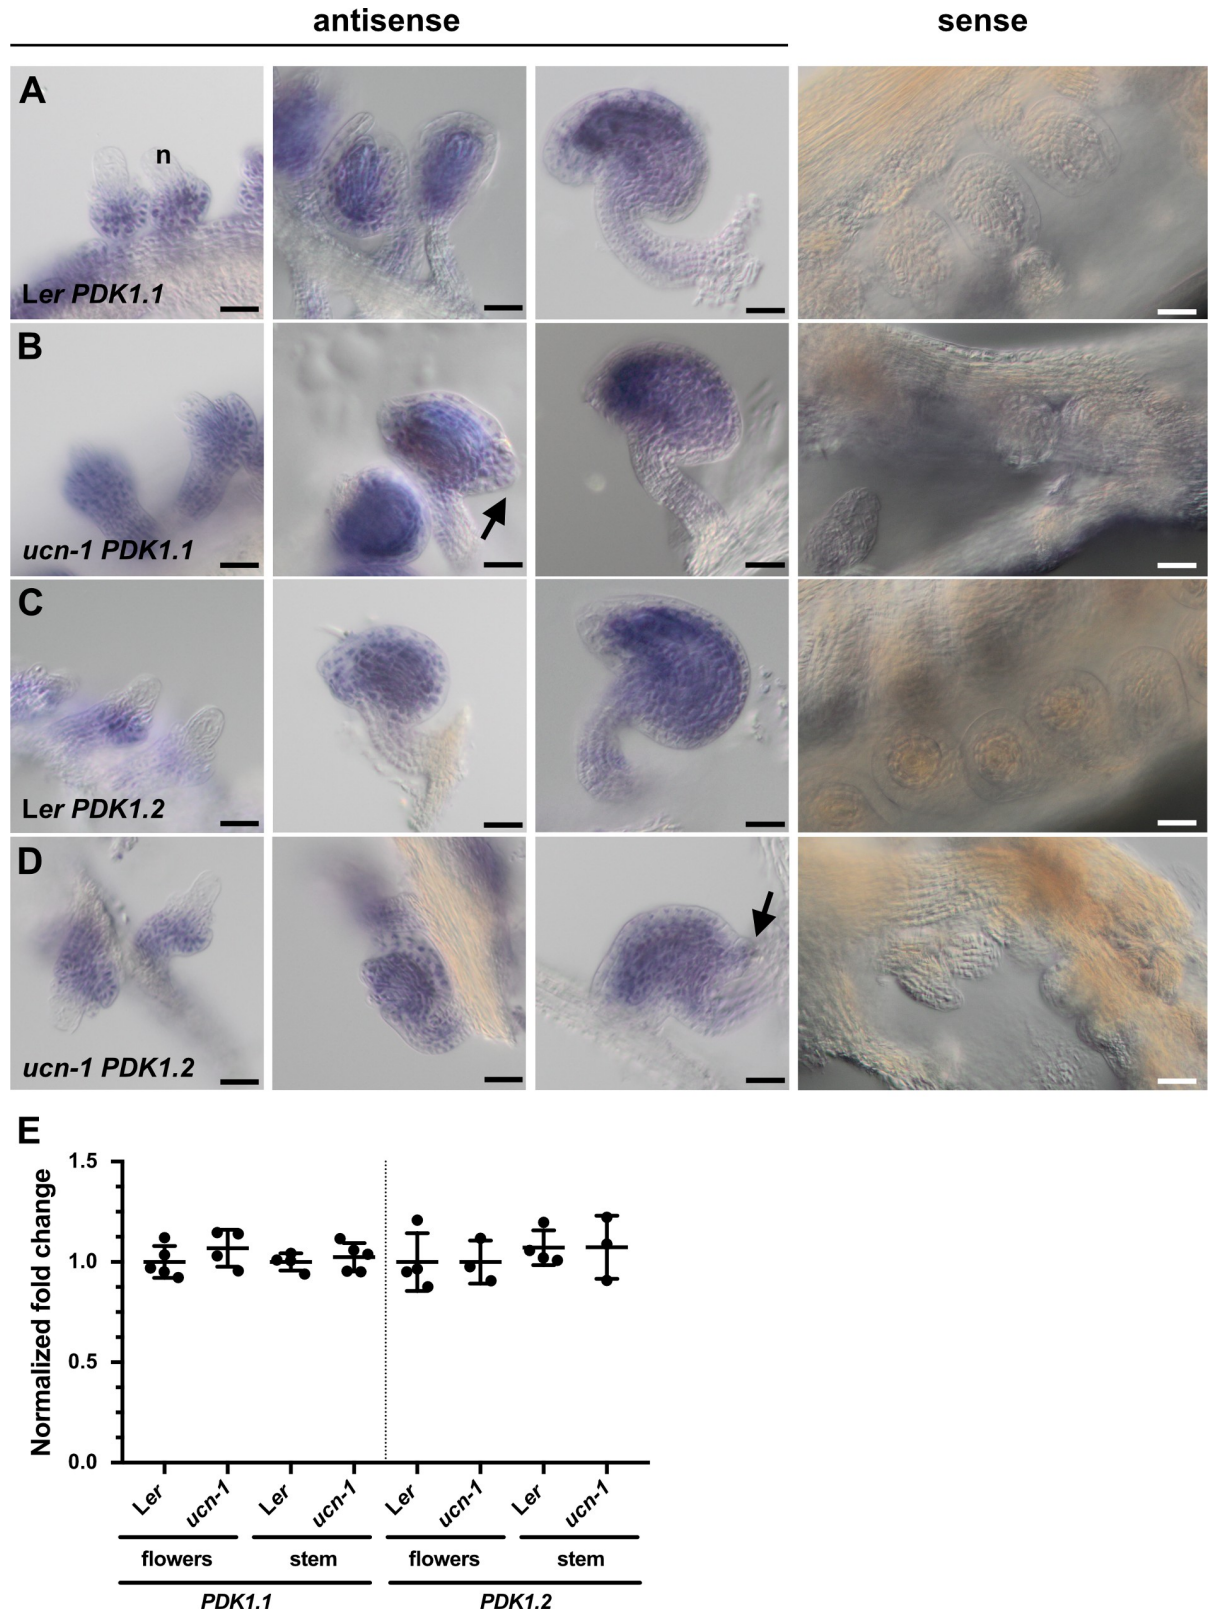 antisense
sense
A
n
Ler PDK1.1
B
ucn-1 PDK1.1
C
Ler PDK1.2
D
ucn-1 PDK1.2
E
Normalized fold change
1.5
1.0
0.5
0.0
Ler ucn-1 Ler ucn-1 Ler ucn-1 Ler ucn-1
flowers stem flowers stem
PDK1.1 PDK1.2